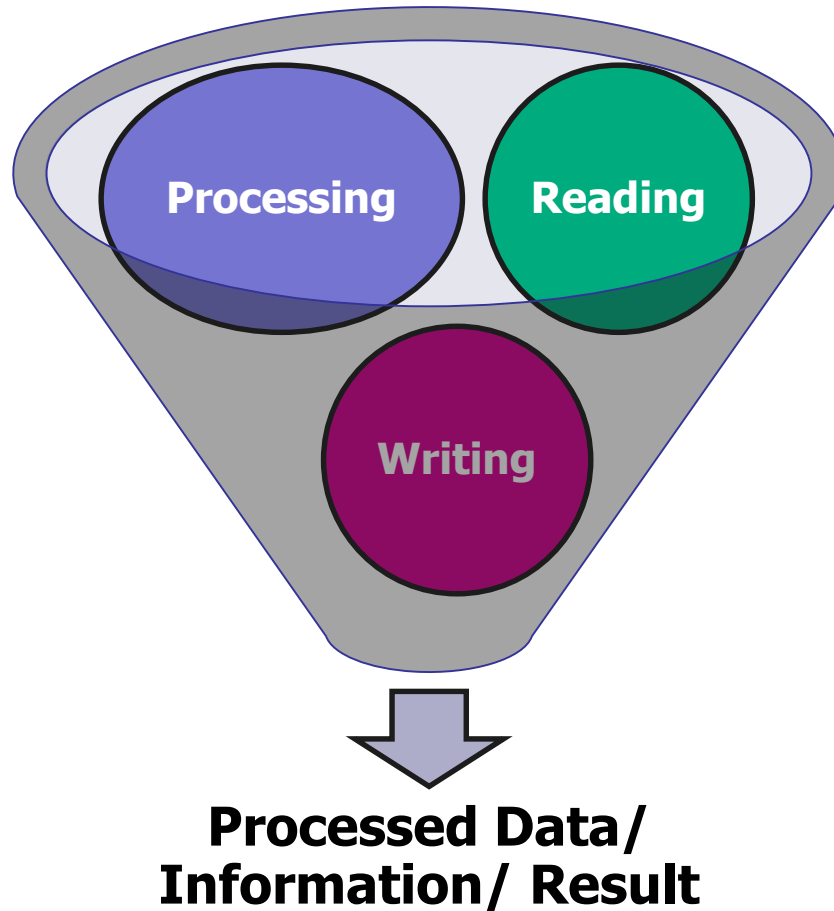 Processing
Reading
Writing
Processed Data/
Information/ Result